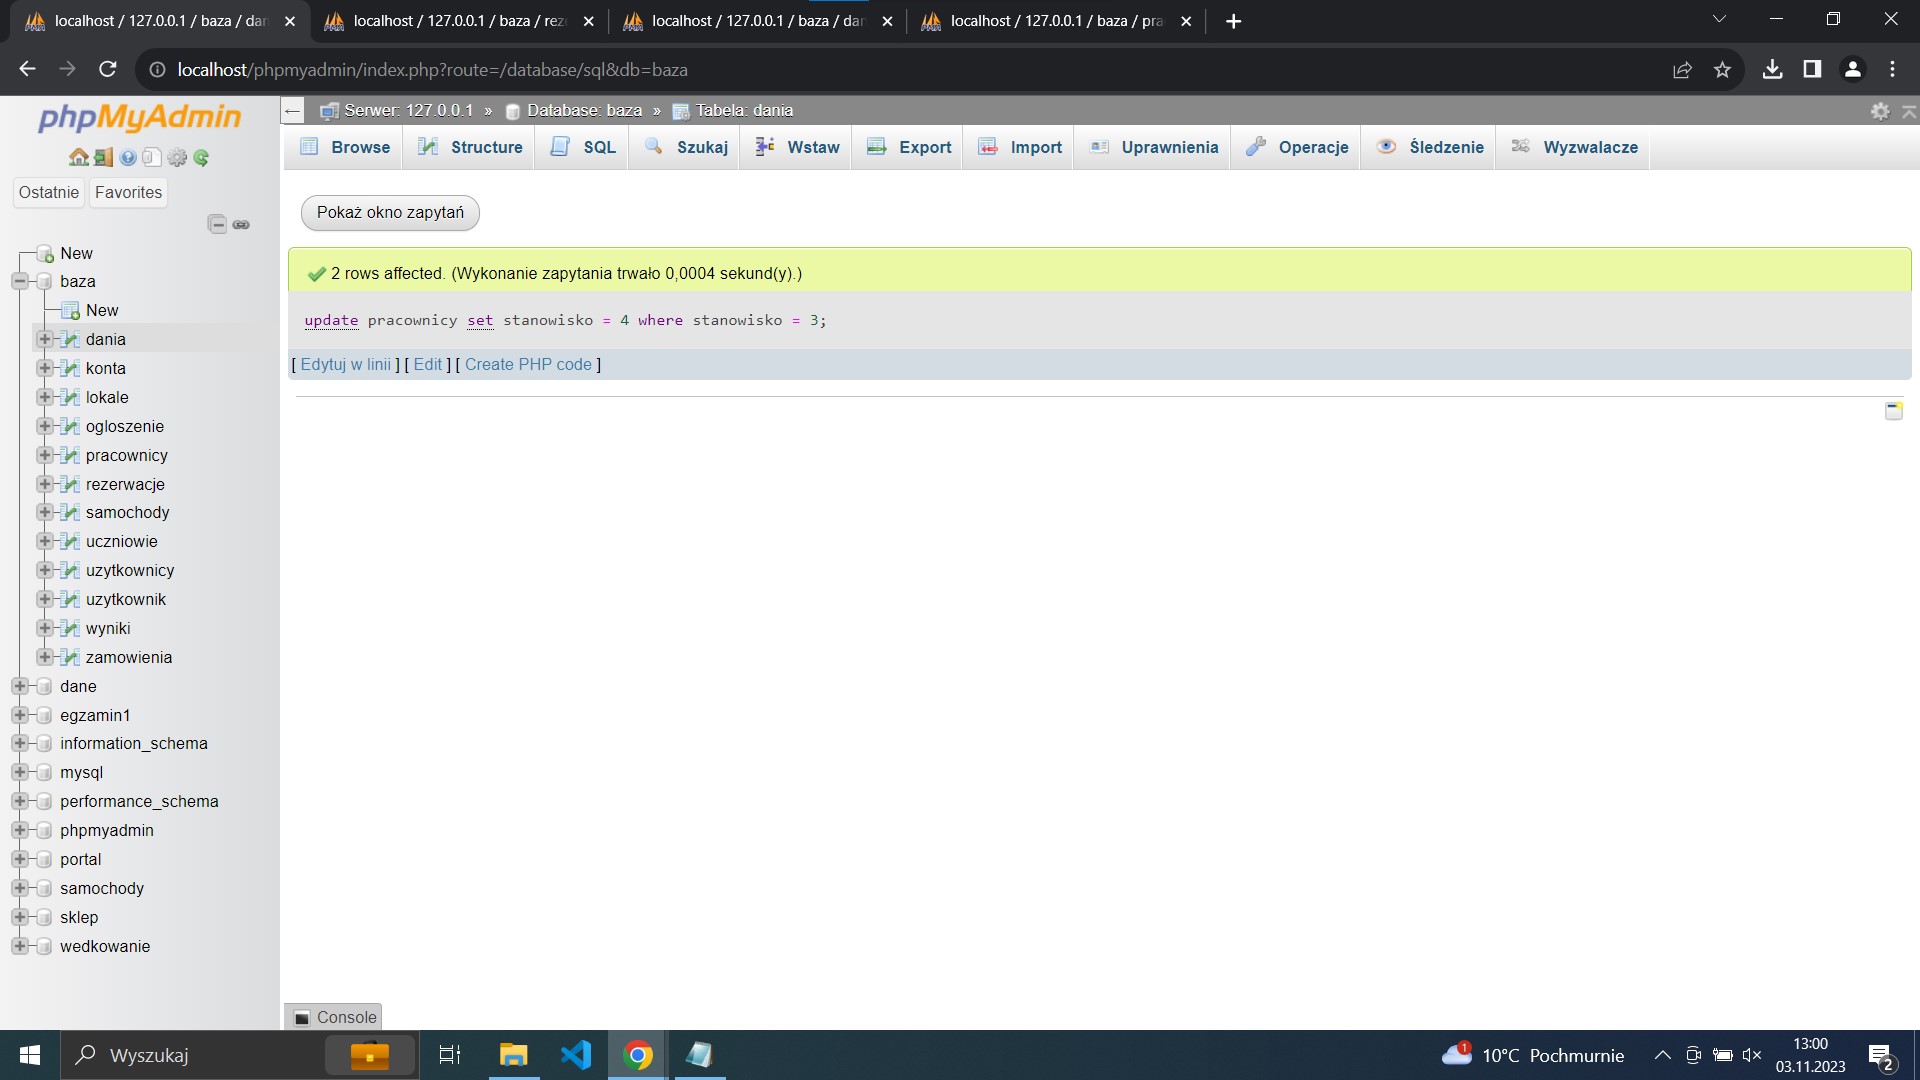 localhost / 127.0.0.1 / baza / dan
localhost / 127.0.0.1 / baza / reze
localhost / 127.0.0.1 / baza / dan
localhost / 127.0.0.1 / baza / prac
localhost/phpmyadmin/index.php?route=/database/sql&db=baza
phpMyAdmin
Ostatnie Favorites
New
baza
New
dania
konta
lokale
ogloszenie
pracownicy
rezerwacje
samochody
uczniowie
uzytkownicy
uzytkownik
wyniki
zamowienia
dane
egzamin1
information_schema
mysql
performance_schema
phpmyadmin
portal
samochody
sklep
wedkowanie
Serwer: 127.0.0.1 » Database: baza » Tabela: dania
Browse Structure SQL Szukaj Wstaw Export Import Uprawnienia Operacje Śledzenie Wyzwalacze
Pokaż okno zapytań
2 rows affected. (Wykonanie zapytania trwało 0,0004 sekund(y).)
update pracownicy set stanowisko = 4 where stanowisko = 3;
[ Edytuj w linii ] [ Edit ] [ Create PHP code ]
Console
Wyszukaj
1
10°C Pochmurnie
13:00
03.11.2023
2